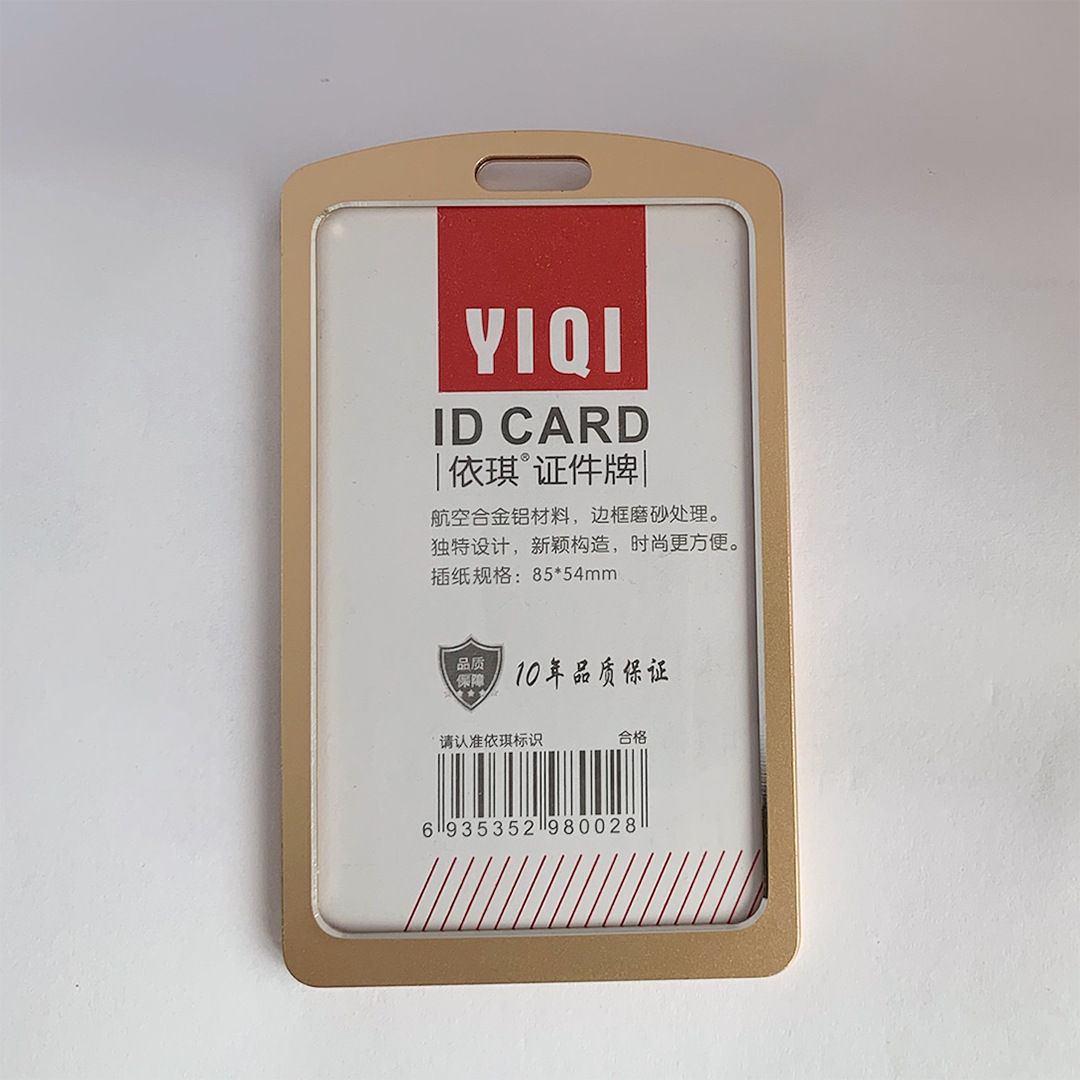 YIQI
ID CARD
依琪® 证件牌
航空合金铝材料，边框磨砂处理。
独特设计，新颖构造，时尚更方便。
插纸规格：85*54mm
品质
保障
10年品质保证
请认准依琪标识 合格
6 935352 980028